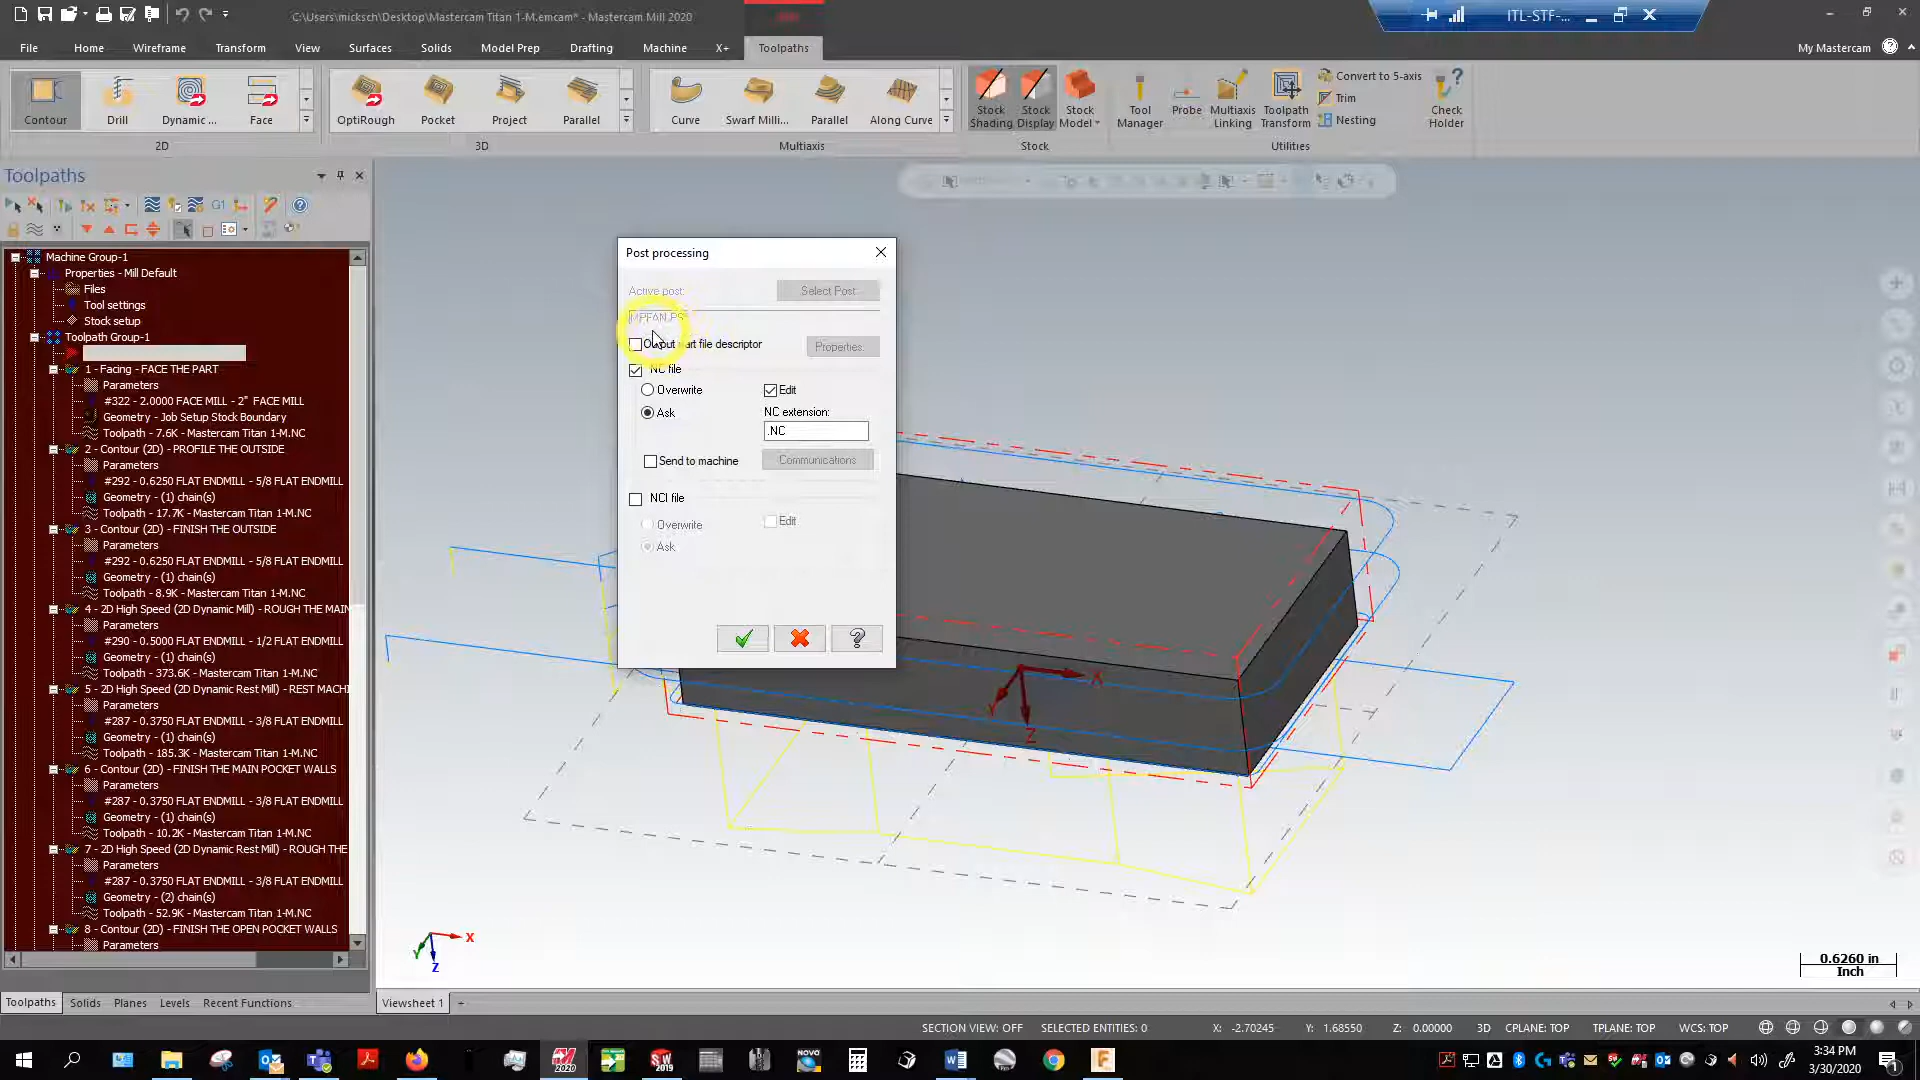 C:\Users\micksch\Desktop\Mastercam Titan 1-M.emcam* - Mastercam Mill 2020
Toolpaths
ITL-STF-...
File Home Wireframe Transform View Surfaces Solids Model Prep Drafting Machine X+ Toolpaths My Mastercam
Contour Drill Dynamic ... Face
OptiRough Pocket Project Parallel
Curve Swarf Milli... Parallel Along Curve
Stock Shading
Stock Display
Stock Model
Tool Manager
Probe
Multiaxis Linking
Toolpath Transform
Convert to 5-axis
Trim
Nesting
Check Holder
2D 3D Multiaxis Stock Utilities
Toolpaths
G1
Machine Group-1
Properties - Mill Default
Files
Tool settings
Stock setup
Toolpath Group-1
1 - Facing - FACE THE PART
Parameters
#322 - 2.0000 FACE MILL - 2" FACE MILL
Geometry - Job Setup Stock Boundary
Toolpath - 7.6K - Mastercam Titan 1-M.NC
2 - Contour (2D) - PROFILE THE OUTSIDE
Parameters
#292 - 0.6250 FLAT ENDMILL - 5/8 FLAT ENDMILL
Geometry - (1) chain(s)
Toolpath - 17.7K - Mastercam Titan 1-M.NC
3 - Contour (2D) - FINISH THE OUTSIDE
Parameters
#292 - 0.6250 FLAT ENDMILL - 5/8 FLAT ENDMILL
Geometry - (1) chain(s)
Toolpath - 8.9K - Mastercam Titan 1-M.NC
4 - 2D High Speed (2D Dynamic Mill) - ROUGH THE MAIN
Parameters
#290 - 0.5000 FLAT ENDMILL - 1/2 FLAT ENDMILL
Geometry - (1) chain(s)
Toolpath - 373.6K - Mastercam Titan 1-M.NC
5 - 2D High Speed (2D Dynamic Rest Mill) - REST MACHI
Parameters
#287 - 0.3750 FLAT ENDMILL - 3/8 FLAT ENDMILL
Geometry - (1) chain(s)
Toolpath - 185.3K - Mastercam Titan 1-M.NC
6 - Contour (2D) - FINISH THE MAIN POCKET WALLS
Parameters
#287 - 0.3750 FLAT ENDMILL - 3/8 FLAT ENDMILL
Geometry - (1) chain(s)
Toolpath - 10.2K - Mastercam Titan 1-M.NC
7 - 2D High Speed (2D Dynamic Rest Mill) - ROUGH THE
Parameters
#287 - 0.3750 FLAT ENDMILL - 3/8 FLAT ENDMILL
Geometry - (2) chain(s)
Toolpath - 52.9K - Mastercam Titan 1-M.NC
8 - Contour (2D) - FINISH THE OPEN POCKET WALLS
Parameters
Post processing
Active post: Select Post
MPFAN.PST
Output part file descriptor Properties
NC file
Overwrite Edit
Ask NC extension:
.NC
Send to machine Communications
NCI file
Overwrite Edit
Ask
X
Y
Z
X
Y
Z
0.6260 in
Inch
Toolpaths Solids Planes Levels Recent Functions Viewsheet 1 +
SECTION VIEW: OFF SELECTED ENTITIES: 0 X: -2.70245 Y: 1.68550 Z: 0.00000 3D CPLANE: TOP TPLANE: TOP WCS: TOP
2020
SW 2019
NOVO
3:34 PM
3/30/2020
1